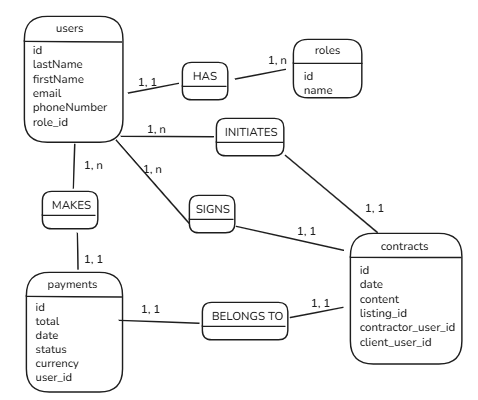 users
id
lastName
firstName
email
phoneNumber
role_id
1, 1
HAS
1, n
roles
id
name
1, n
INITIATES
1, 1
1, n
SIGNS
1, 1
1, n
MAKES
1, 1
contracts
id
date
content
listing_id
contractor_user_id
client_user_id
payments
id
total
date
status
currency
user_id
1, 1
BELONGS TO
1, 1